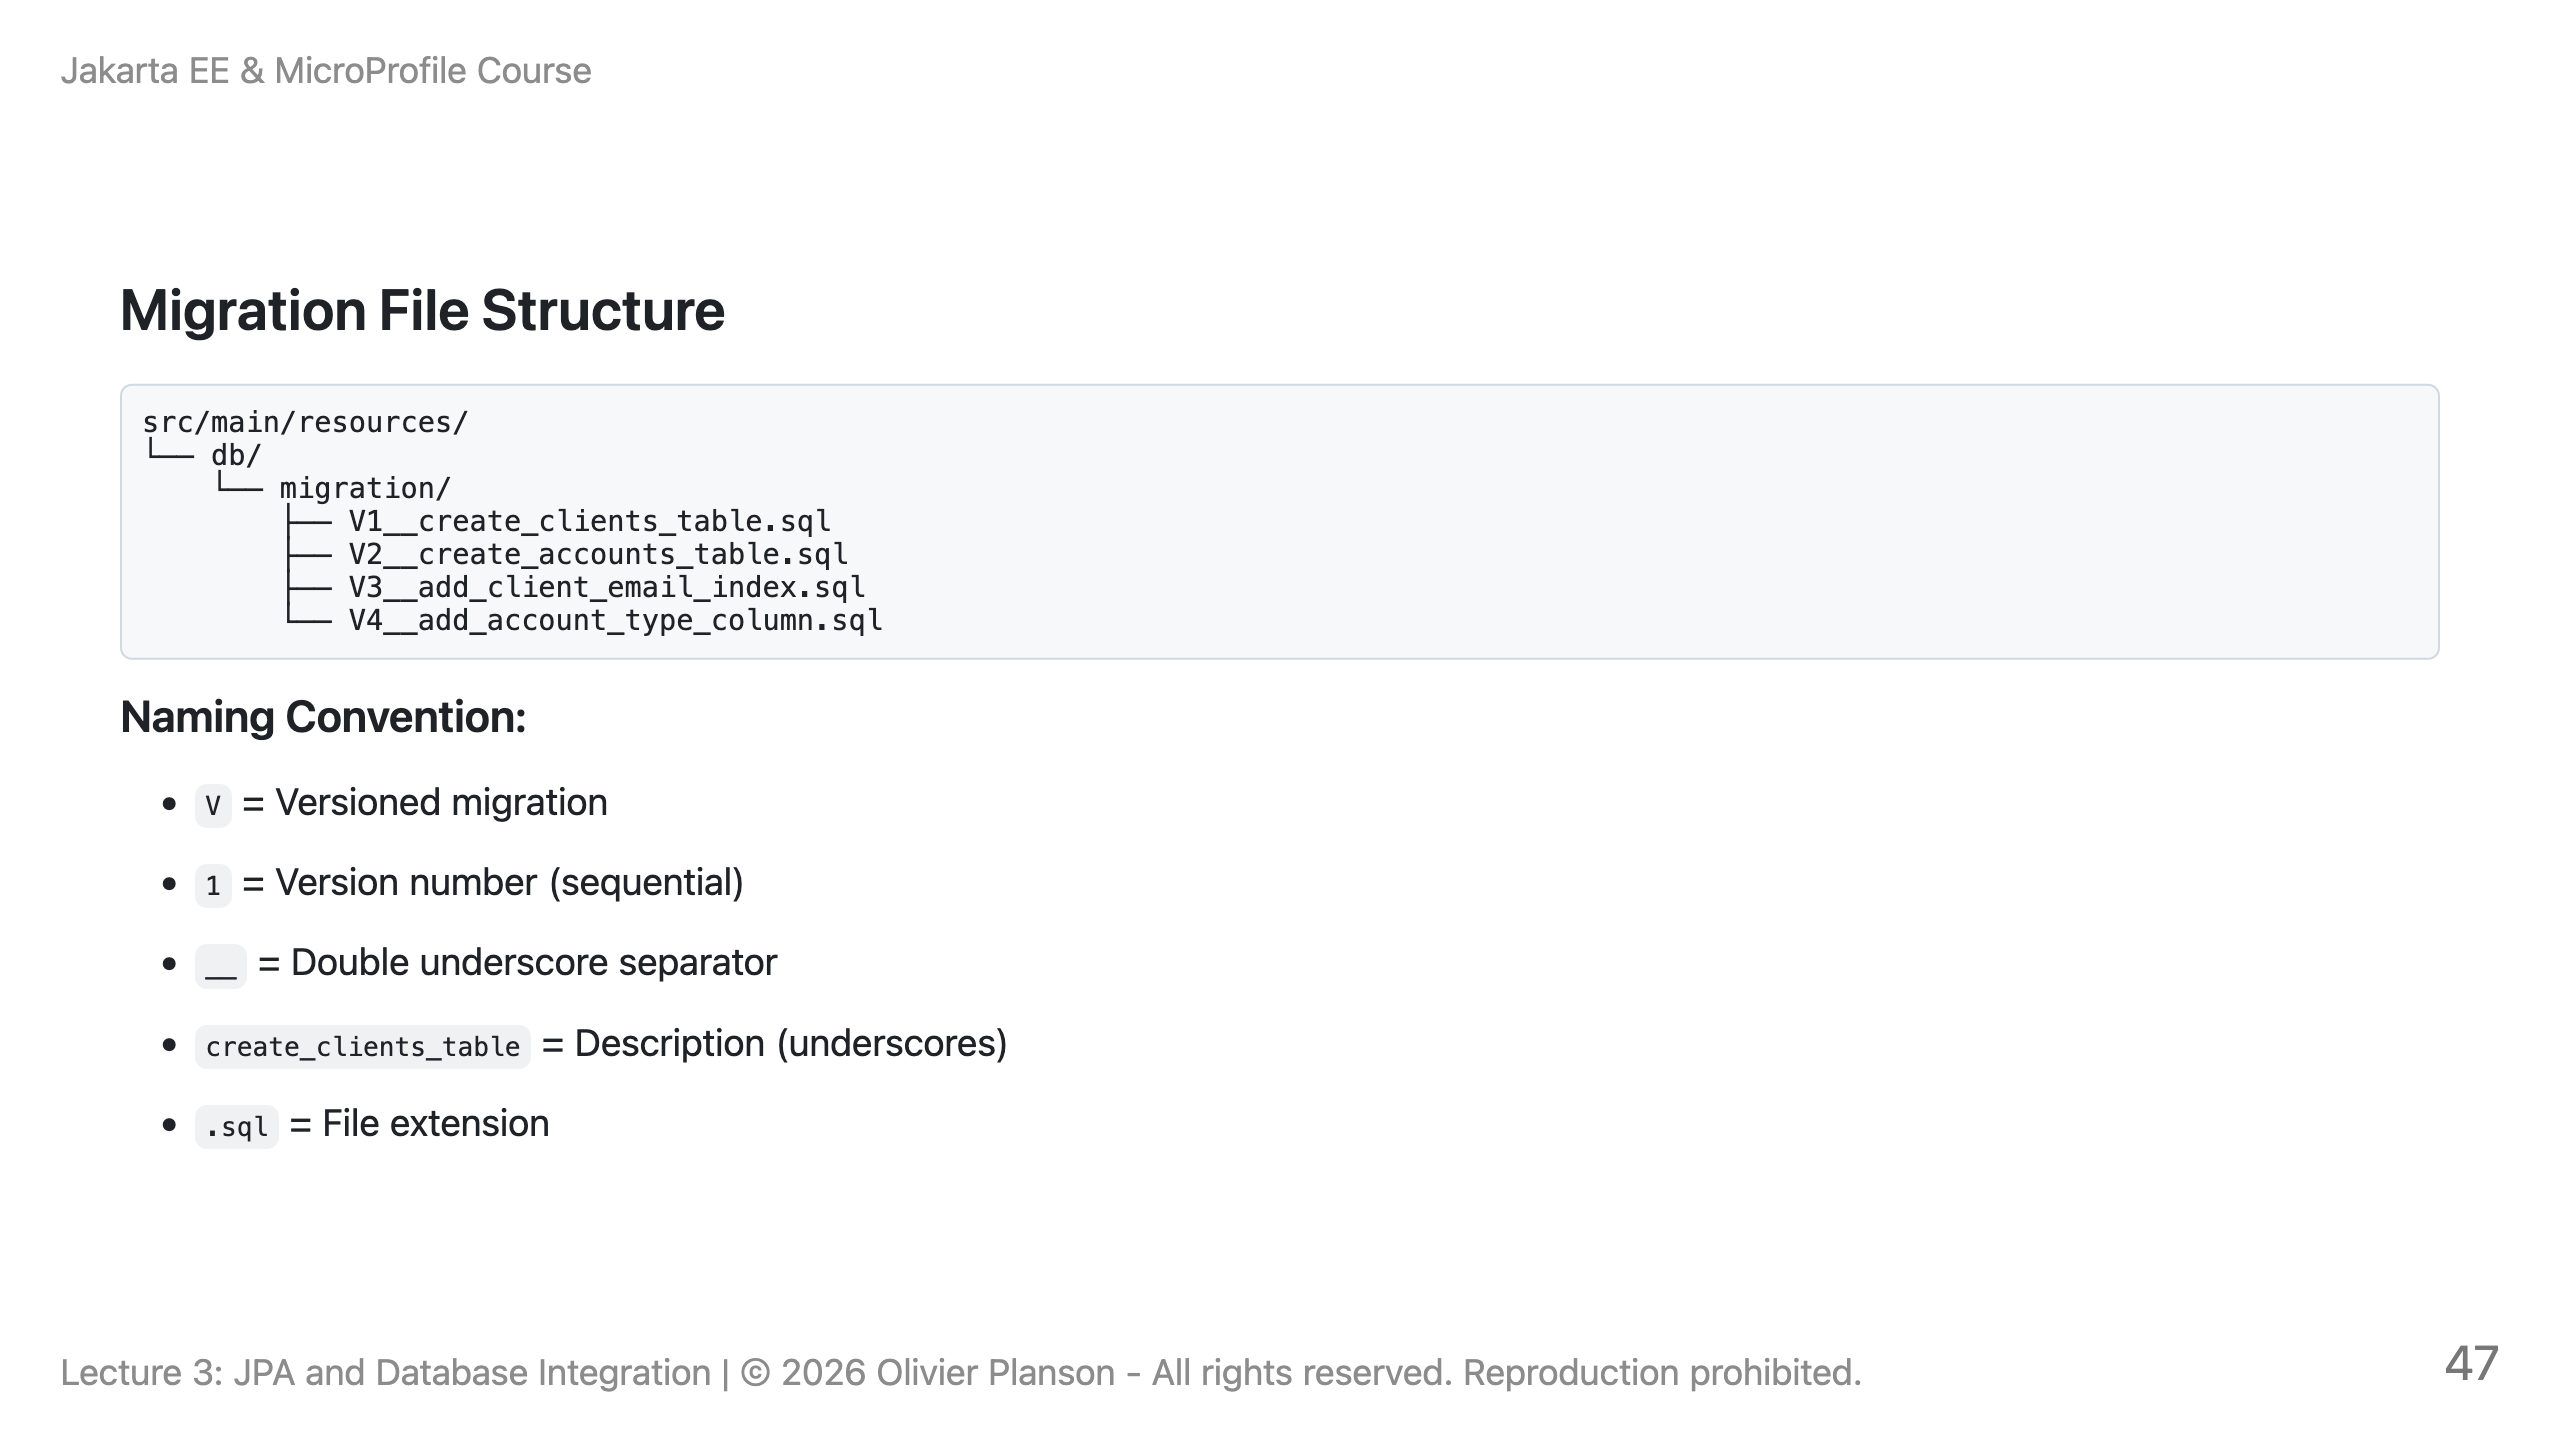 Jakarta EE & MicroProfile Course
Migration File Structure
src/main/resources/
└── db/
    └── migration/
        ├── V1__create_clients_table.sql
        ├── V2__create_accounts_table.sql
        ├── V3__add_client_email_index.sql
        └── V4__add_account_type_column.sql
Naming Convention:
• V = Versioned migration
• 1 = Version number (sequential)
• __ = Double underscore separator
• create_clients_table = Description (underscores)
• .sql = File extension
Lecture 3: JPA and Database Integration | © 2026 Olivier Planson - All rights reserved. Reproduction prohibited.
47